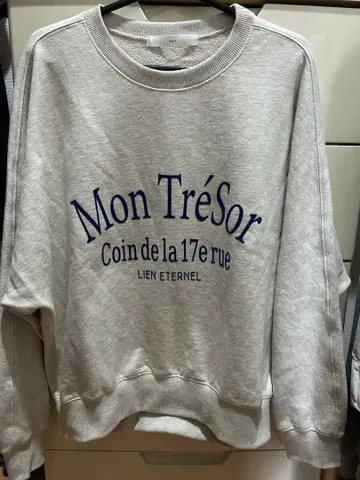 Mon TréSor
Coin de la 17e rue
LIEN ETERNEL